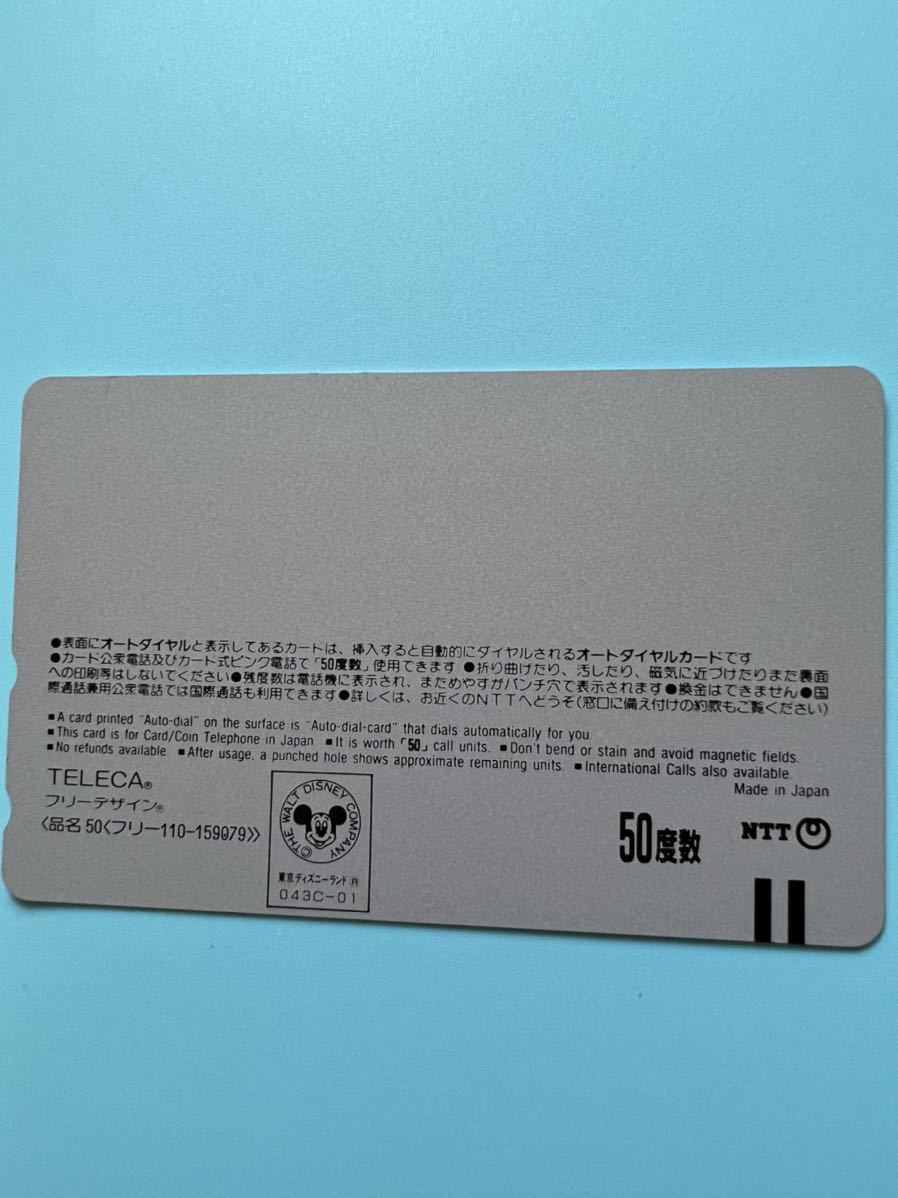 ●表面にオートダイヤルと表示してあるカードは、挿入すると自動的にダイヤルされるオートダイヤルカードです
●カード公衆電話及びカード式ピンク電話で「50度数」使用できます ●折り曲げたり、汚したり、磁気に近づけたりまた裏面
への印刷等はしないでください●残度数は電話機に表示され、まためやすがパンチ穴で表示されます●換金はできません●国
際通話兼用公衆電話では国際通話も利用できます●詳しくは、お近くのNTTへどうぞ(窓口に備え付けの約款もご覧ください)
■A card printed "Auto-dial" on the surface is "Auto-dial-card" that dials automatically for you.
■This card is for Card/Coin Telephone in Japan. ■It is worth「50」call units. ■Don't bend or stain and avoid magnetic fields.
■No refunds available. ■After usage, a punched hole shows approximate remaining units. ■International Calls also available.
Made in Japan
TELECA®
フリーデザイン®
〈品名 50〈フリー110-159079〉〉
©THE WALT DISNEY COMPANY
東京ディズニーランド R
043C-01
50度数
NTT